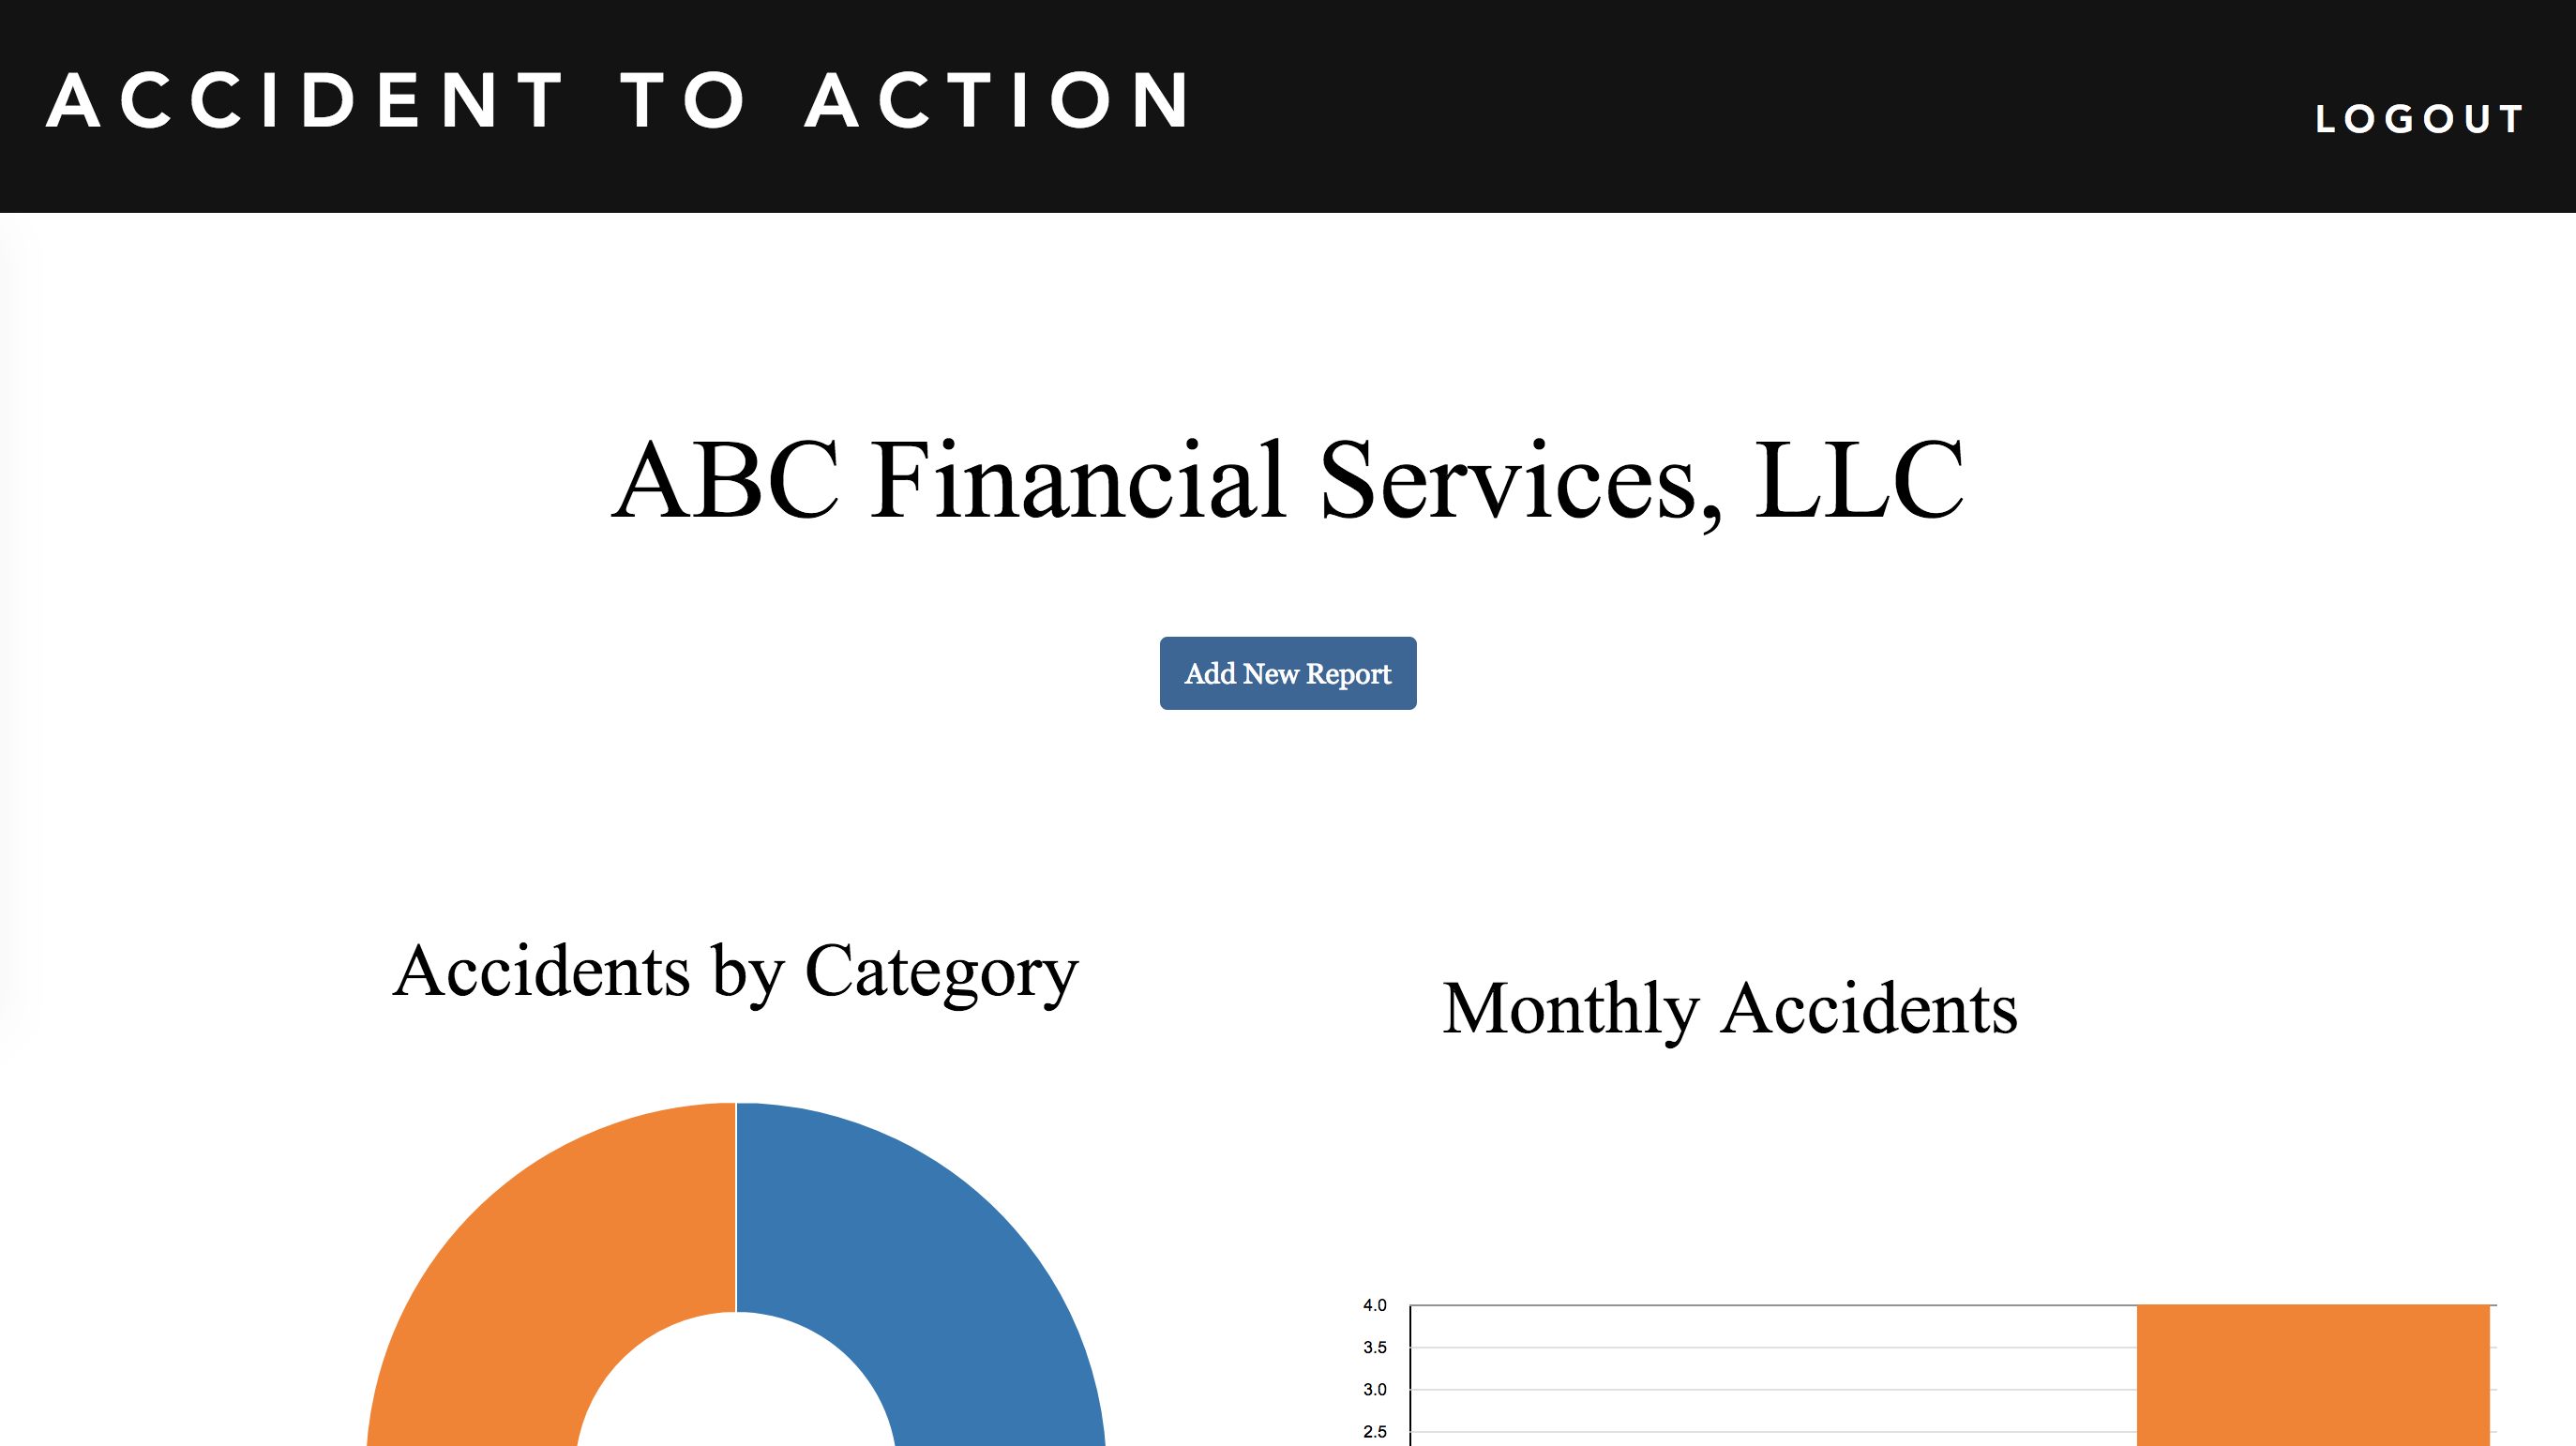 ACCIDENT TO ACTION
LOGOUT
ABC Financial Services, LLC
Add New Report
Accidents by Category
Monthly Accidents
4.0
3.5
3.0
2.5